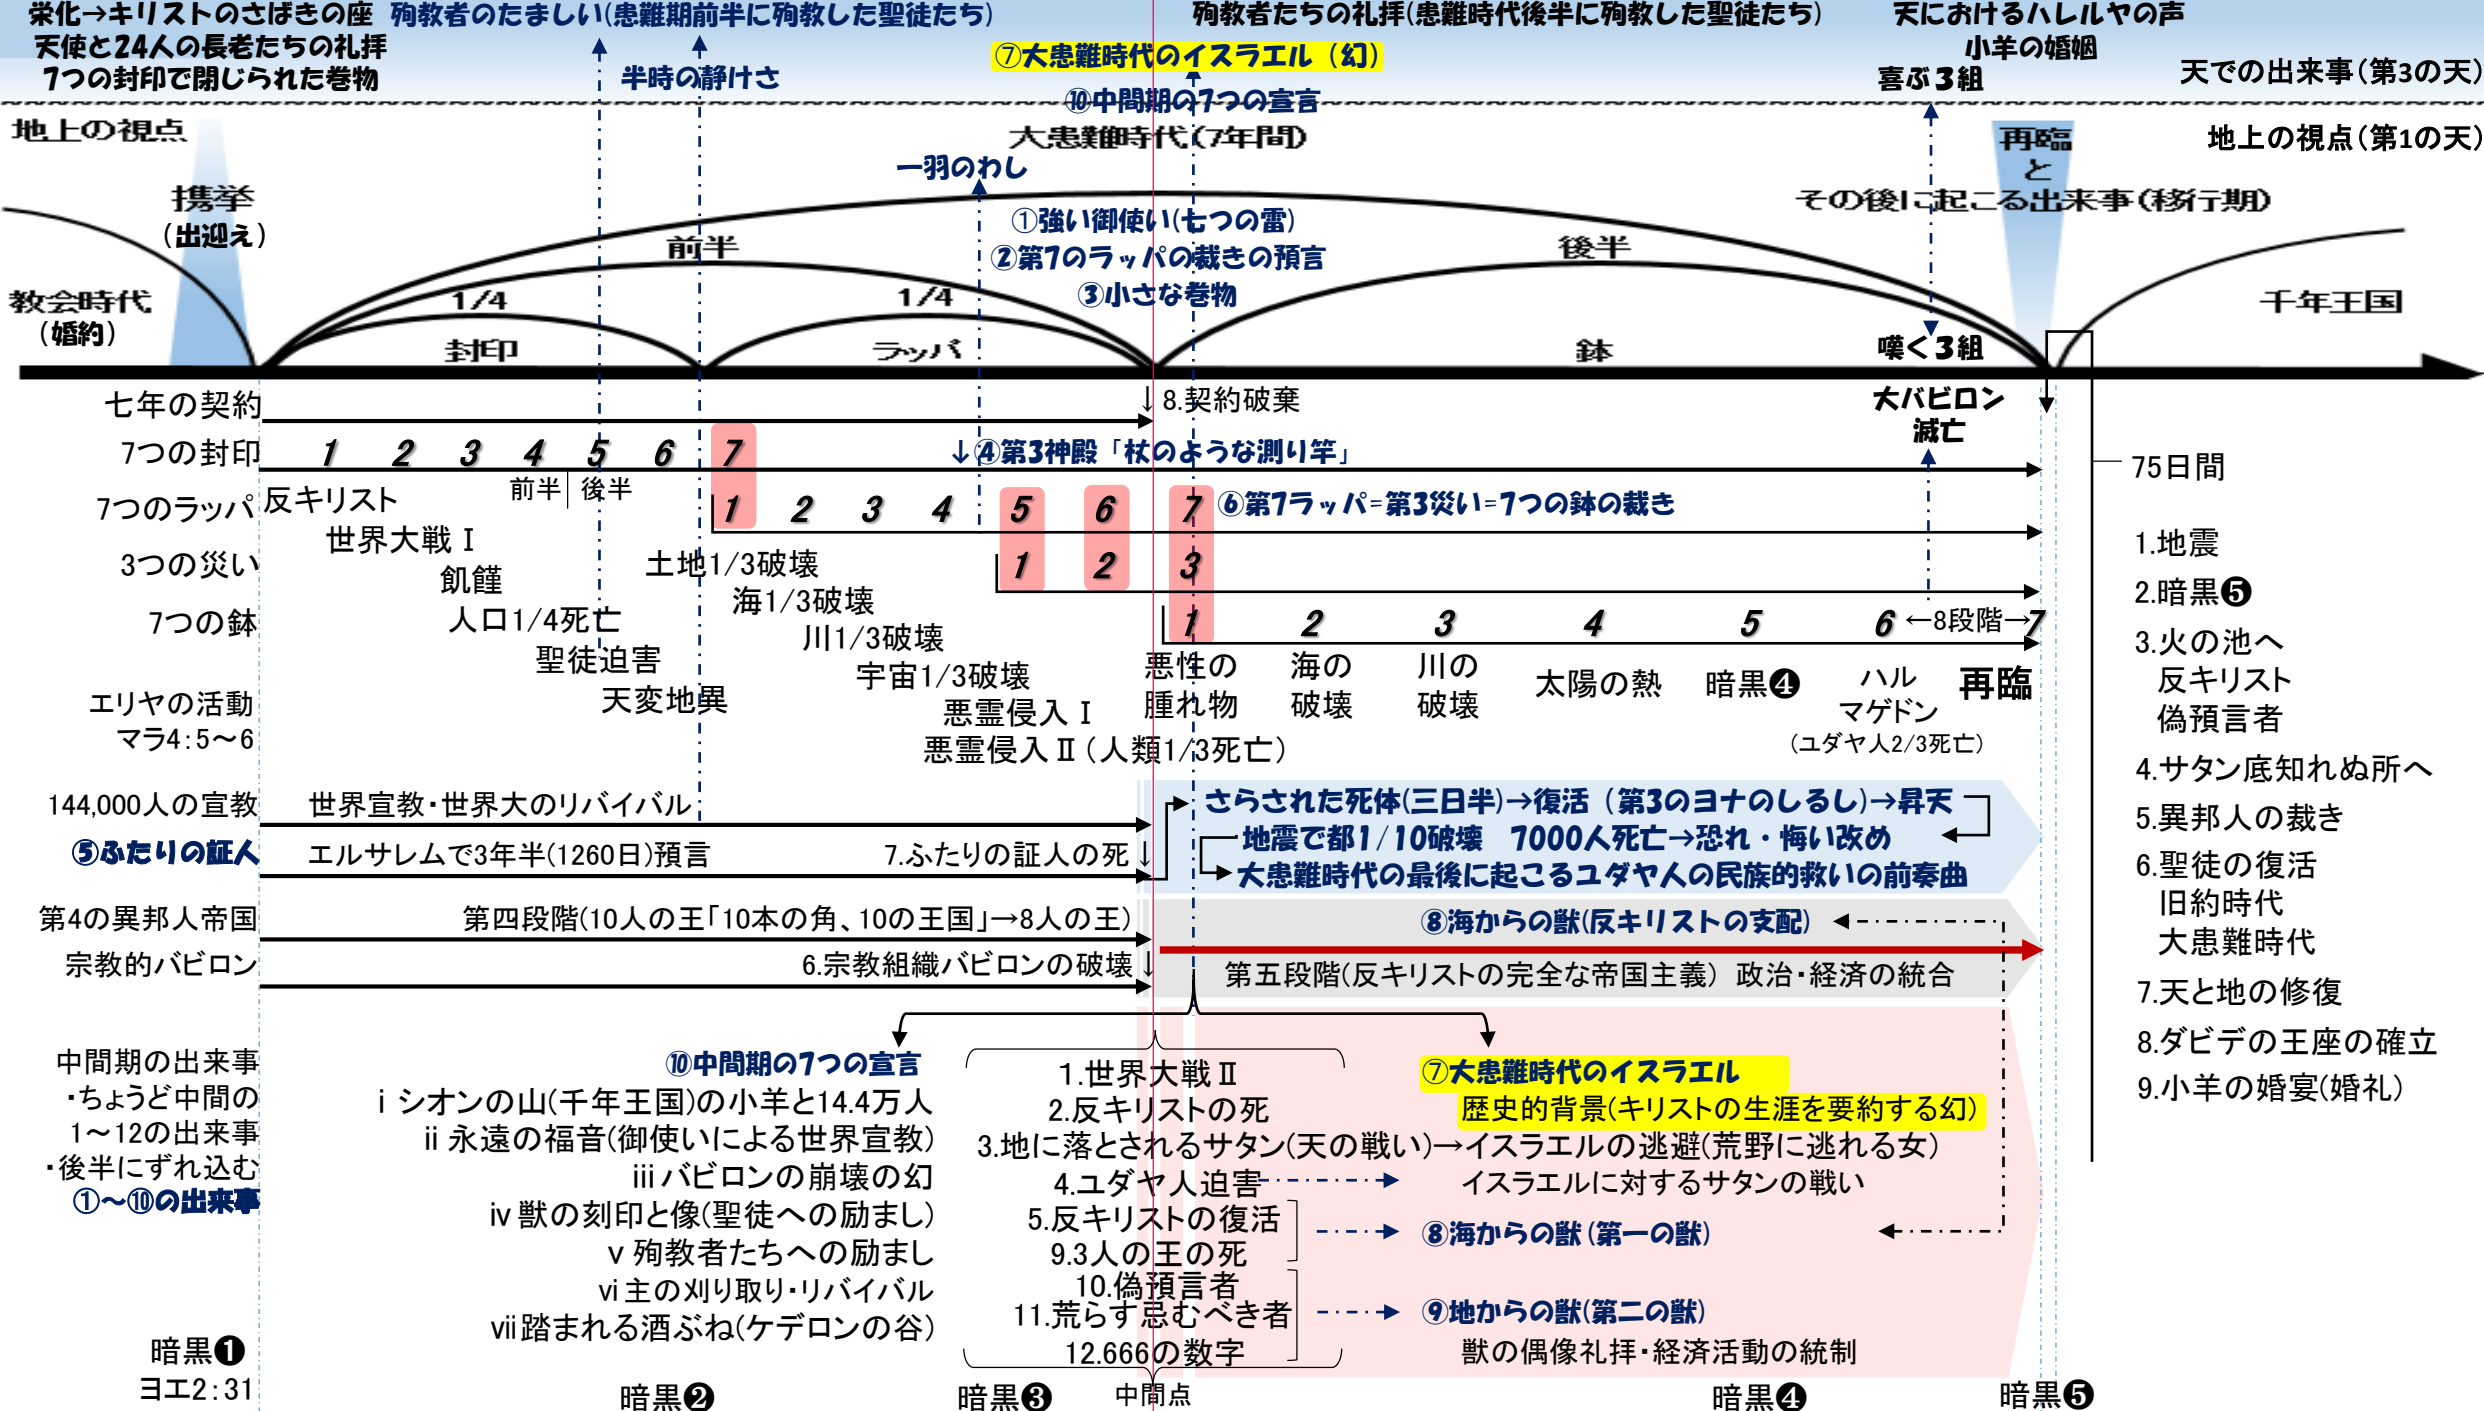 栄化→キリストのさばきの座
天使と24人の長老たちの礼拝
7つの封印で閉じられた巻物
殉教者のたましい(患難期前半に殉教した聖徒たち)
半時の静けさ
殉教者たちの礼拝(患難時代後半に殉教した聖徒たち)
⑦大患難時代のイスラエル（幻）
⑩中間期の7つの宣言
天におけるハレルヤの声
小羊の婚姻
喜ぶ３組
天での出来事(第3の天)
地上の視点
大患難時代(7年間)
地上の視点(第1の天)
再臨
と
その後に起こる出来事(移行期)
携挙
(出迎え)
一羽のわし
①強い御使い(七つの雷)
②第7のラッパの裁きの預言
③小さな巻物
前半
後半
教会時代
(婚約)
1/4
1/4
千年王国
封印
ラッパ
鉢
嘆く３組
七年の契約
↓8.契約破棄
大バビロン
滅亡
7つの封印
1 2 3 4 5 6 7
↓④第3神殿「杖のような測り竿」
前半 後半
7つのラッパ
1 2 3 4 5 6 7
⑥第7ラッパ=第3災い=7つの鉢の裁き
3つの災い
1 2 3
7つの鉢
1 2 3 4 5 6 ←8段階→7
反キリスト
世界大戦Ⅰ
飢饉
人口1/4死亡
聖徒迫害
天変地異
土地1/3破壊
海1/3破壊
川1/3破壊
宇宙1/3破壊
悪霊侵入Ⅰ
悪霊侵入Ⅱ(人類1/3死亡)
悪性の
腫れ物
海の
破壊
川の
破壊
太陽の熱
暗黒❹
ハル
マゲドン
(ユダヤ人2/3死亡)
再臨
エリヤの活動
マラ4:5～6
144,000人の宣教
世界宣教・世界大のリバイバル
⑤ふたりの証人
エルサレムで3年半(1260日)預言
7.ふたりの証人の死↓
さらされた死体(三日半)→復活（第3のヨナのしるし)→昇天
地震で都1/10破壊 7000人死亡→恐れ・悔い改め
大患難時代の最後に起こるユダヤ人の民族的救いの前奏曲
第4の異邦人帝国
第四段階(10人の王「10本の角、10の王国」→8人の王)
⑧海からの獣(反キリストの支配)
宗教的バビロン
6.宗教組織バビロンの破壊↓
第五段階(反キリストの完全な帝国主義) 政治・経済の統合
中間期の出来事
・ちょうど中間の
1～12の出来事
・後半にずれ込む
①～⑩の出来事
⑩中間期の7つの宣言
ⅰ シオンの山(千年王国)の小羊と14.4万人
ⅱ 永遠の福音(御使いによる世界宣教)
ⅲ バビロンの崩壊の幻
ⅳ 獣の刻印と像(聖徒への励まし)
ⅴ 殉教者たちへの励まし
ⅵ 主の刈り取り・リバイバル
ⅶ 踏まれる酒ぶね(ケデロンの谷)
1.世界大戦Ⅱ
2.反キリストの死
3.地に落とされるサタン(天の戦い)→イスラエルの逃避(荒野に逃れる女)
4.ユダヤ人迫害
5.反キリストの復活
9.3人の王の死
10.偽預言者
11.荒らす忌むべき者
12.666の数字
⑦大患難時代のイスラエル
歴史的背景(キリストの生涯を要約する幻)
イスラエルに対するサタンの戦い
⑧海からの獣(第一の獣)
⑨地からの獣(第二の獣)
獣の偶像礼拝・経済活動の統制
75日間
1.地震
2.暗黒❺
3.火の池へ
反キリスト
偽預言者
4.サタン底知れぬ所へ
5.異邦人の裁き
6.聖徒の復活
旧約時代
大患難時代
7.天と地の修復
8.ダビデの王座の確立
9.小羊の婚宴(婚礼)
暗黒❶
ヨエ2:31
暗黒❷
暗黒❸
中間点
暗黒❹
暗黒❺